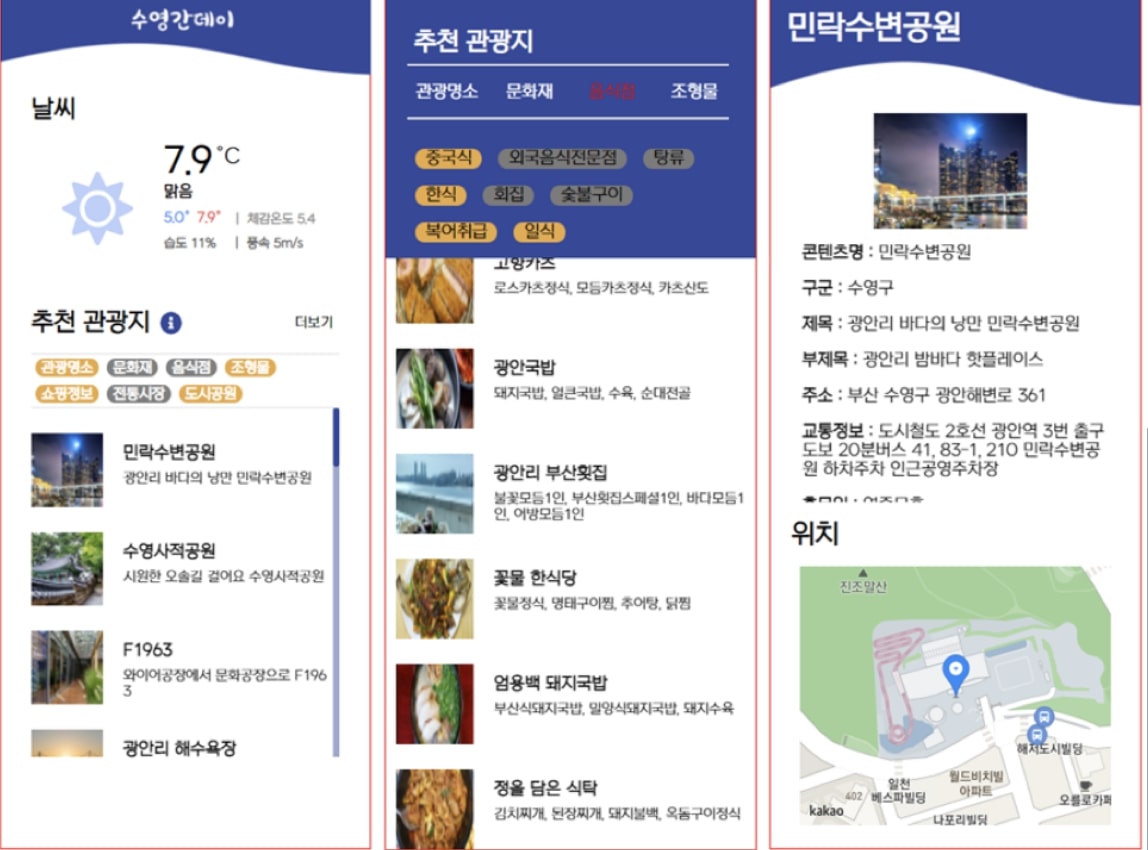 수영간데이
날씨
7.9 °C
맑음
5.0° 7.9° | 체감온도 5.4
습도 11% | 풍속 5m/s
추천 관광지 i 더보기
관광명소 문화재 음식점 조형물
쇼핑정보 전통시장 도시공원
민락수변공원
광안리 바다의 낭만 민락수변공원
수영사적공원
시원한 오솔길 걸어요 수영사적공원
F1963
와이어공장에서 문화공장으로 F196
3
광안리 해수욕장
추천 관광지
관광명소 문화재 음식점 조형물
중국식 외국음식전문점 탕류
한식 회집 숯불구이
복어취급 일식
고항카츠
로스카츠정식, 모듬카츠정식, 카츠산도
광안국밥
돼지국밥, 얼큰국밥, 수육, 순대전골
광안리 부산횟집
불꽃모듬1인, 부산횟집스페셜1인, 바다모듬1
인, 어방모듬1인
꽃물 한식당
꽃물정식, 명태구이찜, 추어탕, 닭찜
엄용백 돼지국밥
부산식돼지국밥, 밀양식돼지국밥, 돼지수육
정을 담은 식탁
김치찌개, 된장찌개, 돼지불백, 옥돔구이정식
민락수변공원
콘텐츠명 : 민락수변공원
구군 : 수영구
제목 : 광안리 바다의 낭만 민락수변공원
부제목 : 광안리 밤바다 핫플레이스
주소 : 부산 수영구 광안해변로 361
교통정보 : 도시철도 2호선 광안역 3번 출구
도보 20분버스 41, 83-1, 210 민락수변공
원 하차주차 인근공영주차장
위치
진조말산
해저도시빌딩
일천
베스파빌딩
월드비치빌
아파트
402
오를로카페
kakao
나포리빌딩